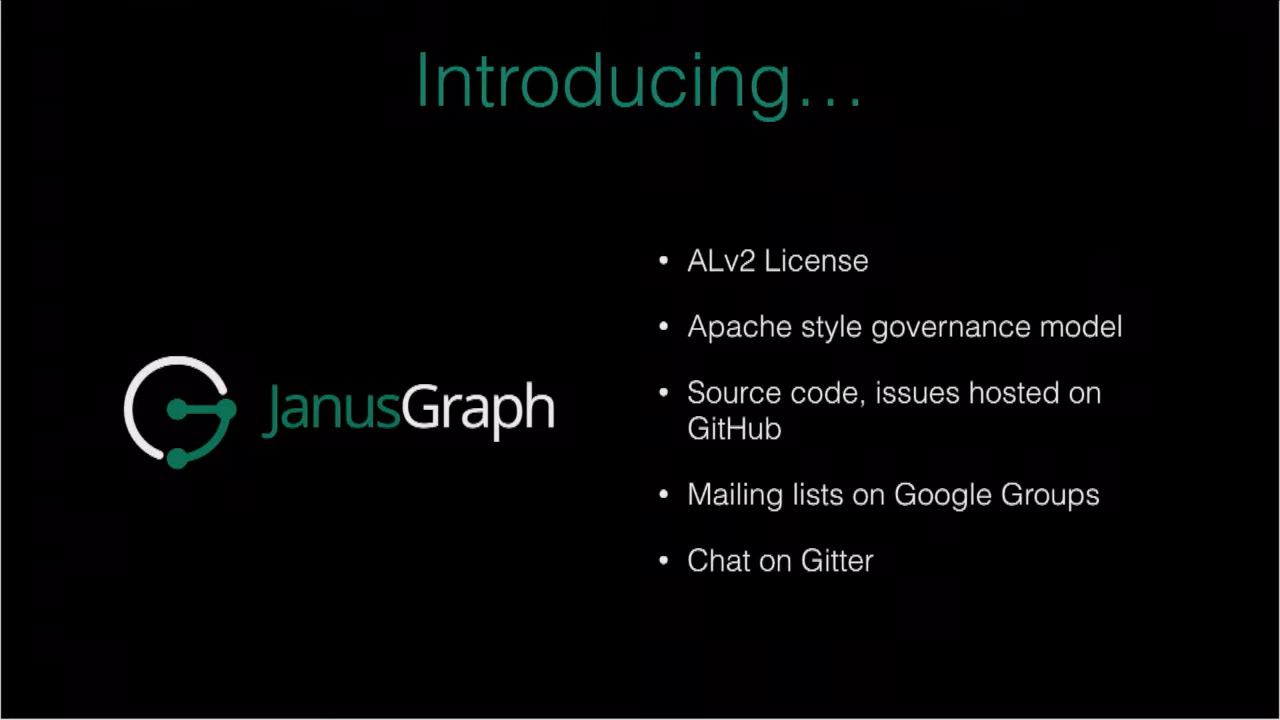 Introducing…
JanusGraph
• ALv2 License
• Apache style governance model
• Source code, issues hosted on
GitHub
• Mailing lists on Google Groups
• Chat on Gitter